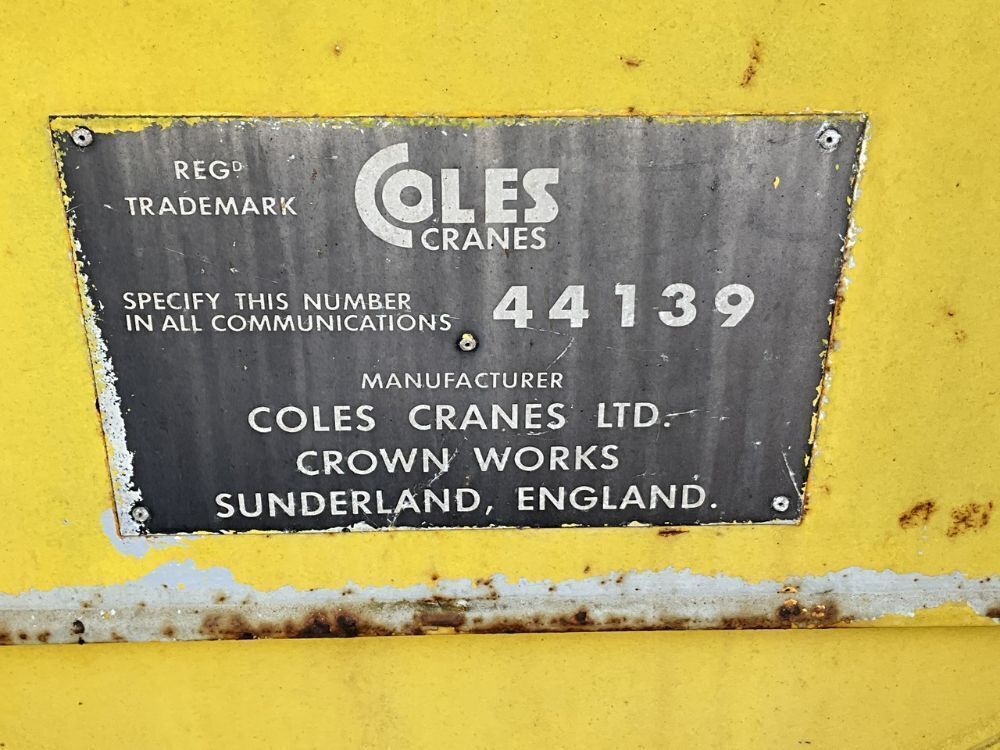 REGD
TRADEMARK
COLES
CRANES
SPECIFY THIS NUMBER
IN ALL COMMUNICATIONS
44139
MANUFACTURER
COLES CRANES LTD.
CROWN WORKS
SUNDERLAND, ENGLAND.